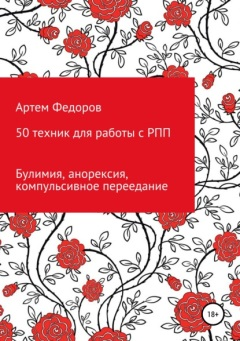 Артем Федоров
50 техник для работы с РПП
Булимия, анорексия,
компульсивное переедание
18+